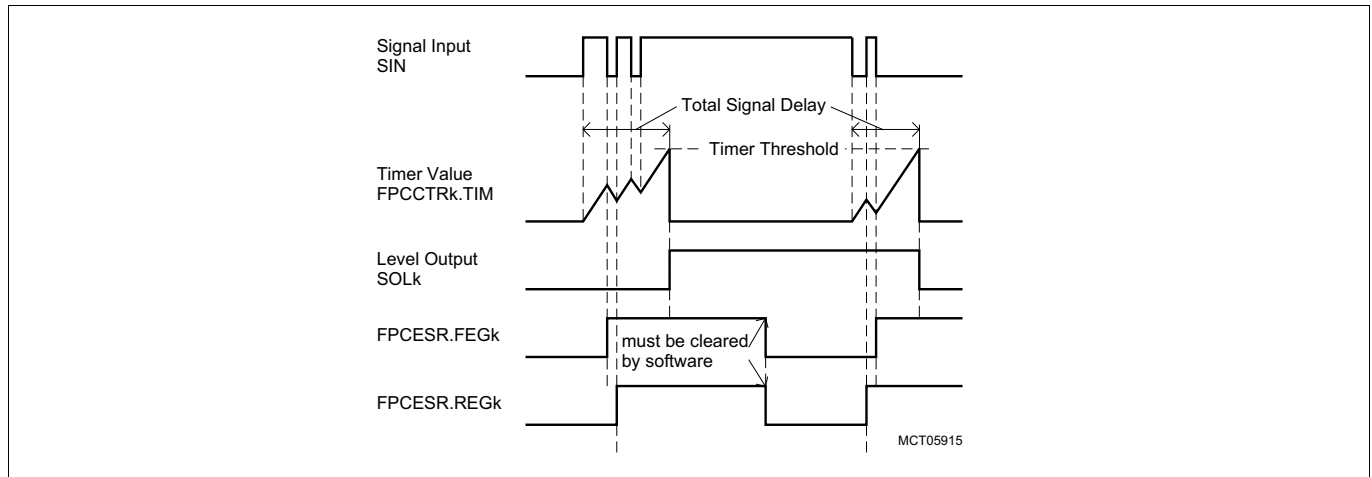 Signal Input
SIN
Total Signal Delay
Timer Threshold
Timer Value
FPCCTRk.TIM
Level Output
SOLk
FPCESR.FEGk
must be cleared
by software
FPCESR.REGk
MCT05915